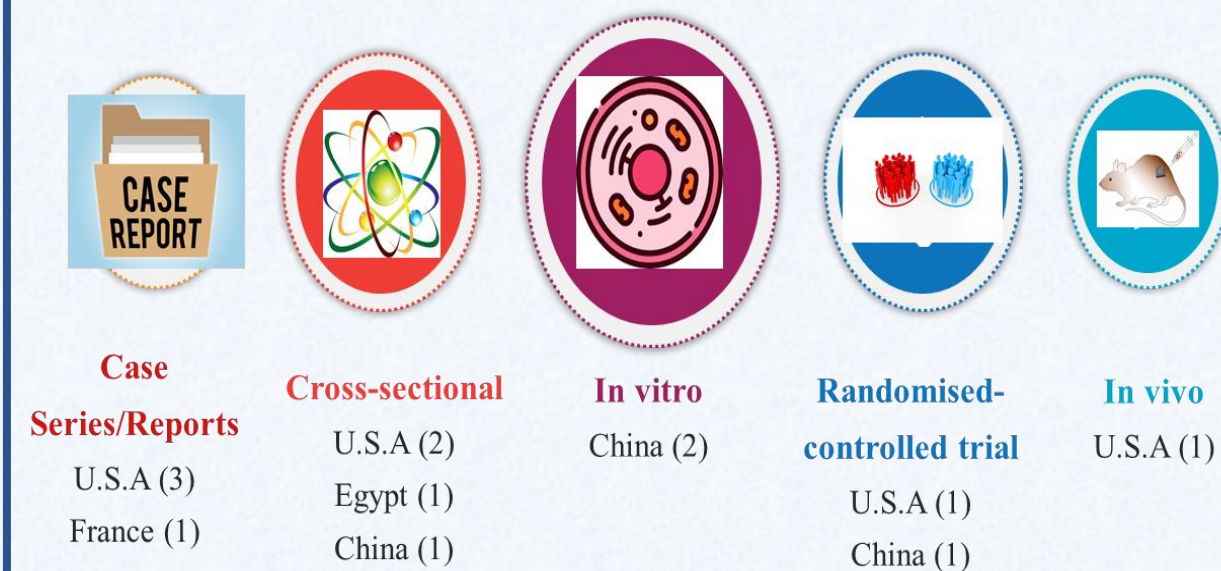 CASE
REPORT
Case
Series/Reports
U.S.A (3)
France (1)
Cross-sectional
U.S.A (2)
Egypt (1)
China (1)
In vitro
China (2)
Randomised-
controlled trial
U.S.A (1)
China (1)
In vivo
U.S.A (1)